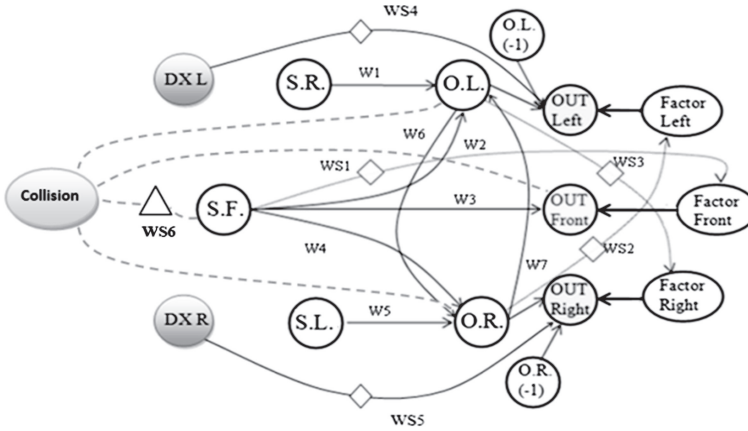 WS4
O.L.
(-1)
DX L
S.R.
W1
O.L.
OUT
Left
Factor
Left
W6
W2
WS1
WS3
Collision
WS6
S.F.
W3
OUT
Front
Factor
Front
W4
W7
WS2
DX R
S.L.
W5
O.R.
OUT
Right
Factor
Right
O.R.
(-1)
WS5